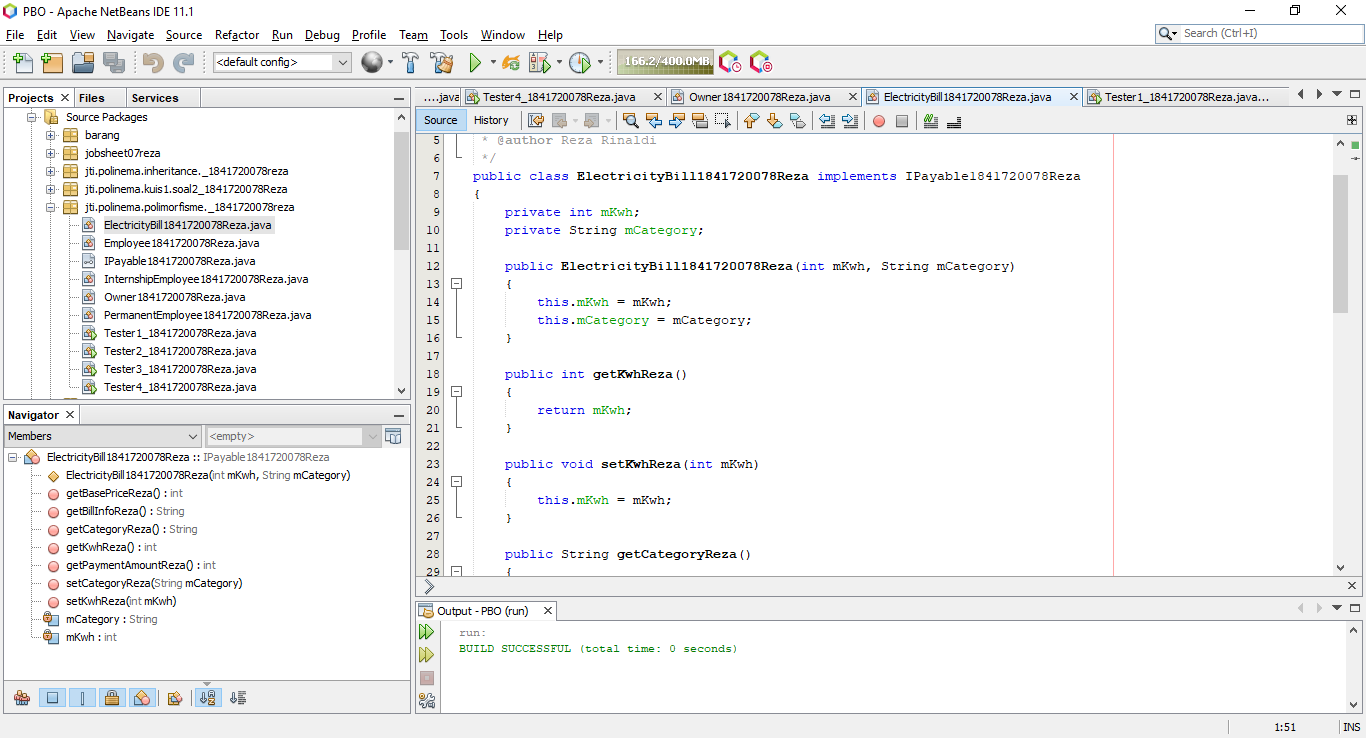 PBO - Apache NetBeans IDE 11.1
File Edit View Navigate Source Refactor Run Debug Profile Team Tools Window Help
Search (Ctrl+I)
<default config>
166.2/400.0MB
Projects Files Services
Source Packages
barang
jobsheet07reza
jti.polinema.inheritance._1841720078reza
jti.polinema.kuis1.soal2_1841720078Reza
jti.polinema.polimorfisme._1841720078reza
ElectricityBill1841720078Reza.java
Employee1841720078Reza.java
IPayable1841720078Reza.java
InternshipEmployee1841720078Reza.java
Owner1841720078Reza.java
PermanentEmployee1841720078Reza.java
Tester1_1841720078Reza.java
Tester2_1841720078Reza.java
Tester3_1841720078Reza.java
Tester4_1841720078Reza.java
Navigator
Members
<empty>
ElectricityBill1841720078Reza :: IPayable1841720078Reza
ElectricityBill1841720078Reza(int mKwh, String mCategory)
getBasePriceReza() : int
getBillInfoReza() : String
getCategoryReza() : String
getKwhReza() : int
getPaymentAmountReza() : int
setCategoryReza(String mCategory)
setKwhReza(int mKwh)
mCategory : String
mKwh : int
....java Tester4_1841720078Reza.java Owner1841720078Reza.java ElectricityBill1841720078Reza.java Tester1_1841720078Reza.java...
Source History
5 * @author Reza Rinaldi
6 */
7 public class ElectricityBill1841720078Reza implements IPayable1841720078Reza
8 {
9 private int mKwh;
10 private String mCategory;
11
12 public ElectricityBill1841720078Reza(int mKwh, String mCategory)
13 {
14 this.mKwh = mKwh;
15 this.mCategory = mCategory;
16 }
17
18 public int getKwhReza()
19 {
20 return mKwh;
21 }
22
23 public void setKwhReza(int mKwh)
24 {
25 this.mKwh = mKwh;
26 }
27
28 public String getCategoryReza()
29 {
Output - PBO (run)
run:
BUILD SUCCESSFUL (total time: 0 seconds)
1:51 INS